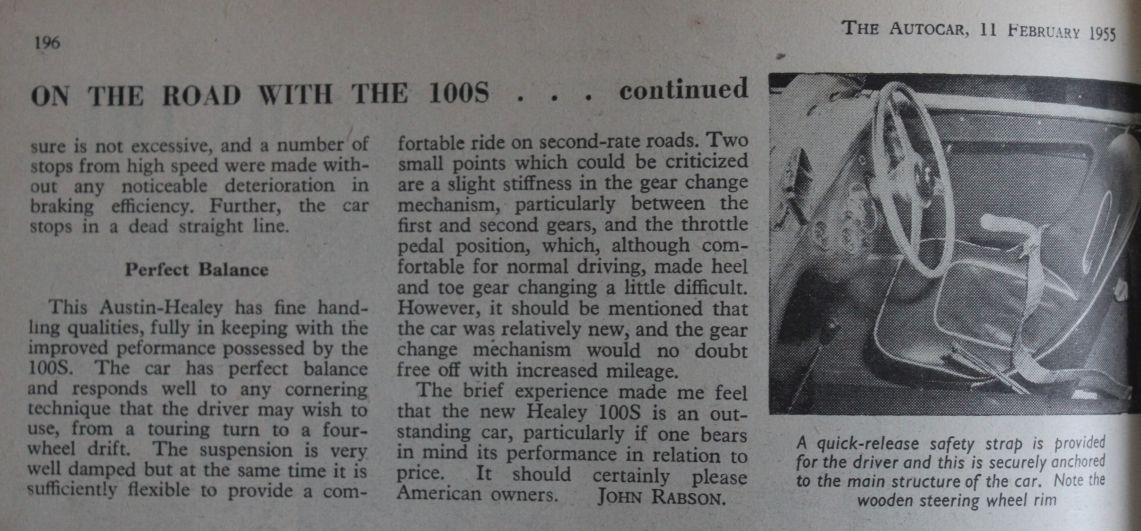 196
THE AUTOCAR, 11 FEBRUARY 1955
ON THE ROAD WITH THE 100S . . . continued
sure is not excessive, and a number of
stops from high speed were made with-
out any noticeable deterioration in
braking efficiency. Further, the car
stops in a dead straight line.
Perfect Balance
This Austin-Healey has fine hand-
ling qualities, fully in keeping with the
improved peformance possessed by the
100S. The car has perfect balance
and responds well to any cornering
technique that the driver may wish to
use, from a touring turn to a four-
wheel drift. The suspension is very
well damped but at the same time it is
sufficiently flexible to provide a com-
fortable ride on second-rate roads. Two
small points which could be criticized
are a slight stiffness in the gear change
mechanism, particularly between the
first and second gears, and the throttle
pedal position, which, although com-
fortable for normal driving, made heel
and toe gear changing a little difficult.
However, it should be mentioned that
the car was relatively new, and the gear
change mechanism would no doubt
free off with increased mileage.
The brief experience made me feel
that the new Healey 100S is an out-
standing car, particularly if one bears
in mind its performance in relation to
price. It should certainly please
American owners. JOHN RABSON.
A quick-release safety strap is provided
for the driver and this is securely anchored
to the main structure of the car. Note the
wooden steering wheel rim